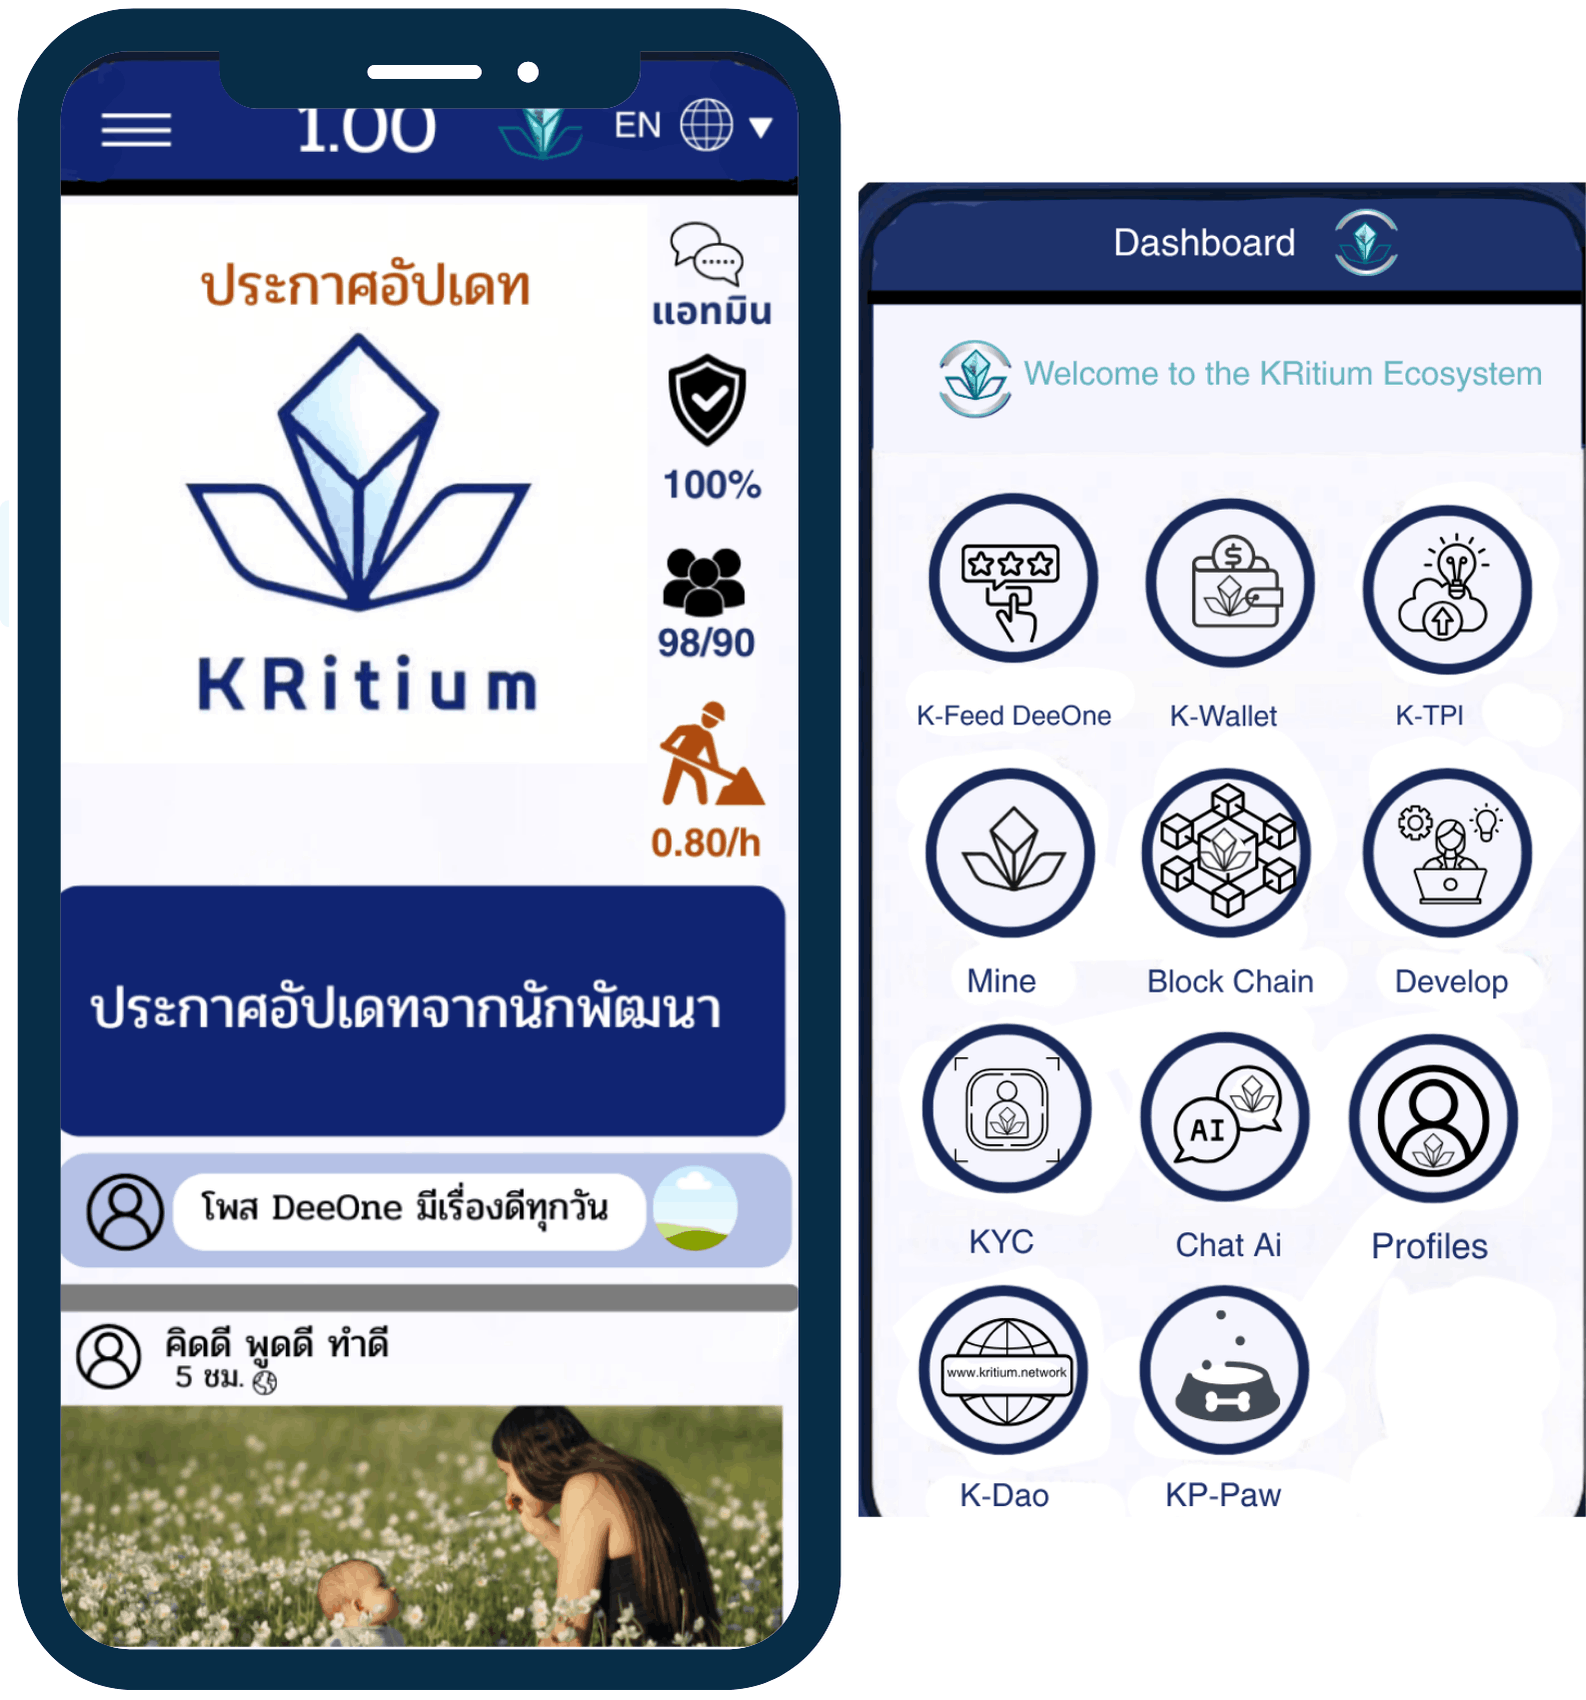 1.00
EN
ประกาศอัปเดท
แอทมิน
100%
98/90
KRitium
0.80/h
ประกาศอัปเดทจากนักพัฒนา
โพส DeeOne มีเรื่องดีทุกวัน
คิดดี พูดดี ทำดี
5 ชม.
Dashboard
Welcome to the KRitium Ecosystem
K-Feed DeeOne
K-Wallet
K-TPI
Mine
Block Chain
Develop
AI
KYC
Chat Ai
Profiles
www.kritium.network
K-Dao
KP-Paw